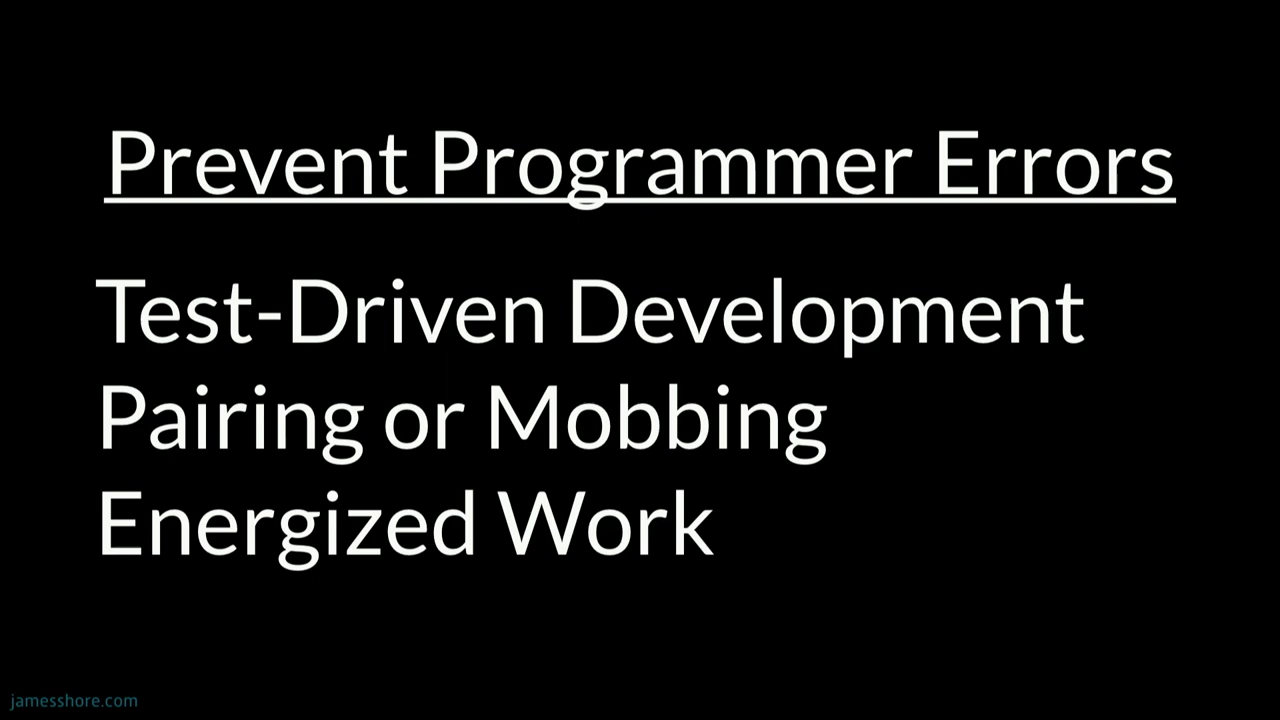 Prevent Programmer Errors
Test-Driven Development
Pairing or Mobbing
Energized Work
jamesshore.com